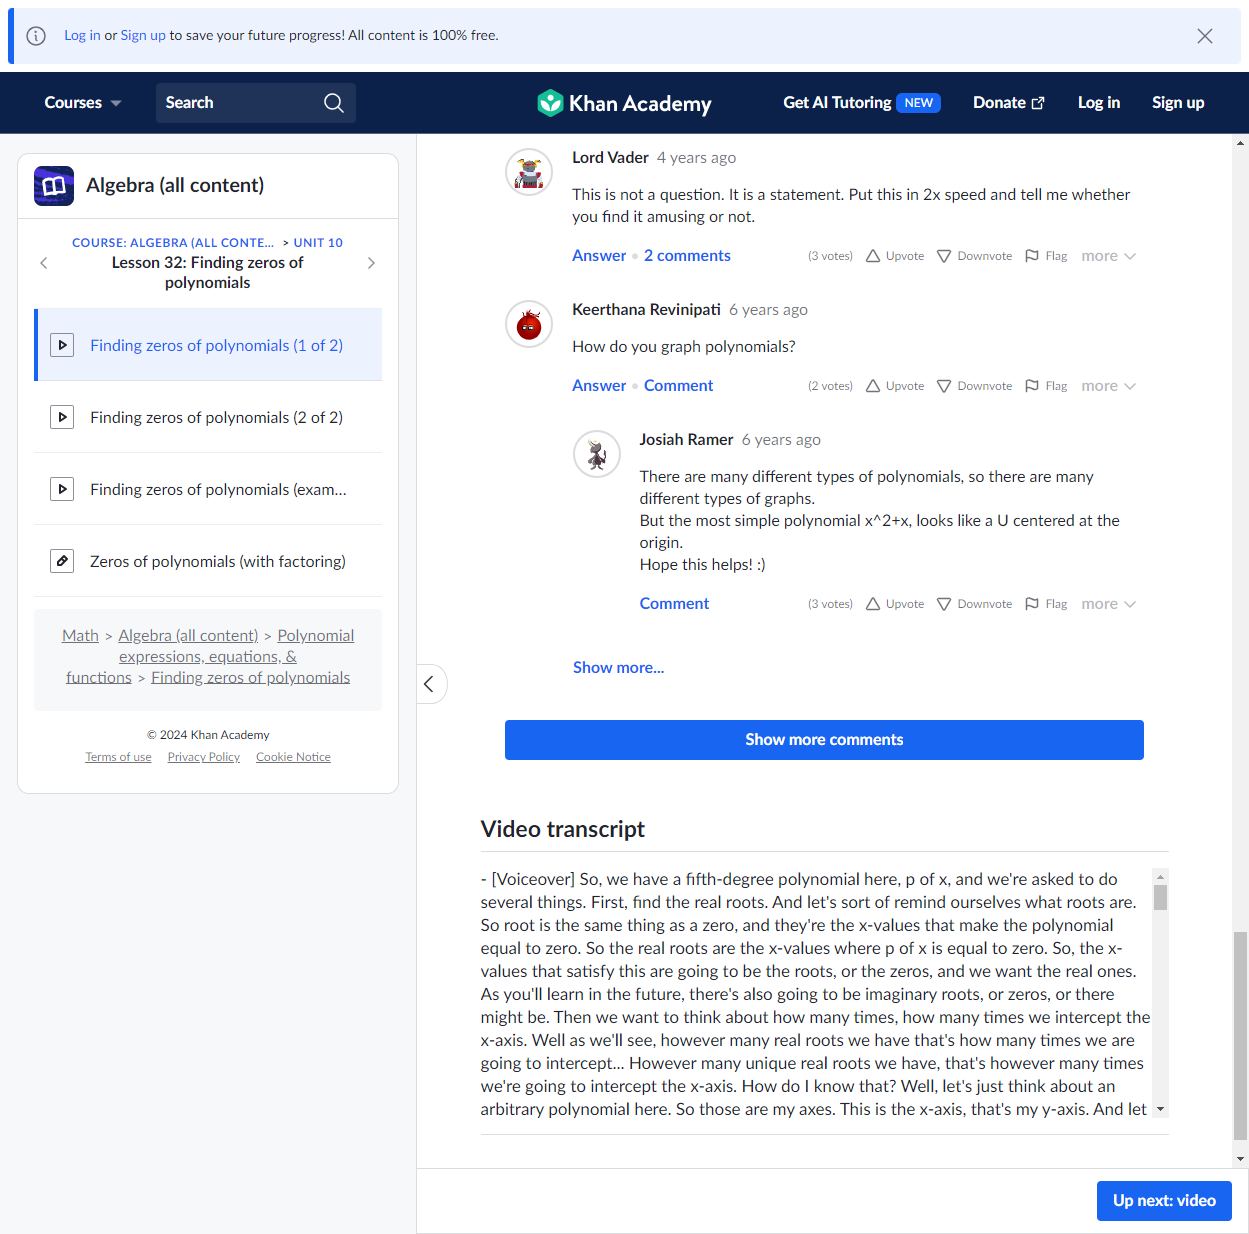 Log in or Sign up to save your future progress! All content is 100% free.
Courses
Search
Khan Academy
Get AI Tutoring NEW
Donate
Log in
Sign up
Algebra (all content)
COURSE: ALGEBRA (ALL CONTE... > UNIT 10
Lesson 32: Finding zeros of
polynomials
Finding zeros of polynomials (1 of 2)
Finding zeros of polynomials (2 of 2)
Finding zeros of polynomials (exam...
Zeros of polynomials (with factoring)
Math > Algebra (all content) > Polynomial
expressions, equations, &
functions > Finding zeros of polynomials
© 2024 Khan Academy
Terms of use Privacy Policy Cookie Notice
Lord Vader 4 years ago
This is not a question. It is a statement. Put this in 2x speed and tell me whether
you find it amusing or not.
Answer • 2 comments (3 votes) Upvote Downvote Flag more
Keerthana Revinipati 6 years ago
How do you graph polynomials?
Answer • Comment (2 votes) Upvote Downvote Flag more
Josiah Ramer 6 years ago
There are many different types of polynomials, so there are many
different types of graphs.
But the most simple polynomial x^2+x, looks like a U centered at the
origin.
Hope this helps! :)
Comment (3 votes) Upvote Downvote Flag more
Show more...
Show more comments
Video transcript
- [Voiceover] So, we have a fifth-degree polynomial here, p of x, and we're asked to do
several things. First, find the real roots. And let's sort of remind ourselves what roots are.
So root is the same thing as a zero, and they're the x-values that make the polynomial
equal to zero. So the real roots are the x-values where p of x is equal to zero. So, the x-
values that satisfy this are going to be the roots, or the zeros, and we want the real ones.
As you'll learn in the future, there's also going to be imaginary roots, or zeros, or there
might be. Then we want to think about how many times, how many times we intercept the
x-axis. Well as we'll see, however many real roots we have that's how many times we are
going to intercept... However many unique real roots we have, that's however many times
we're going to intercept the x-axis. How do I know that? Well, let's just think about an
arbitrary polynomial here. So those are my axes. This is the x-axis, that's my y-axis. And let
Up next: video